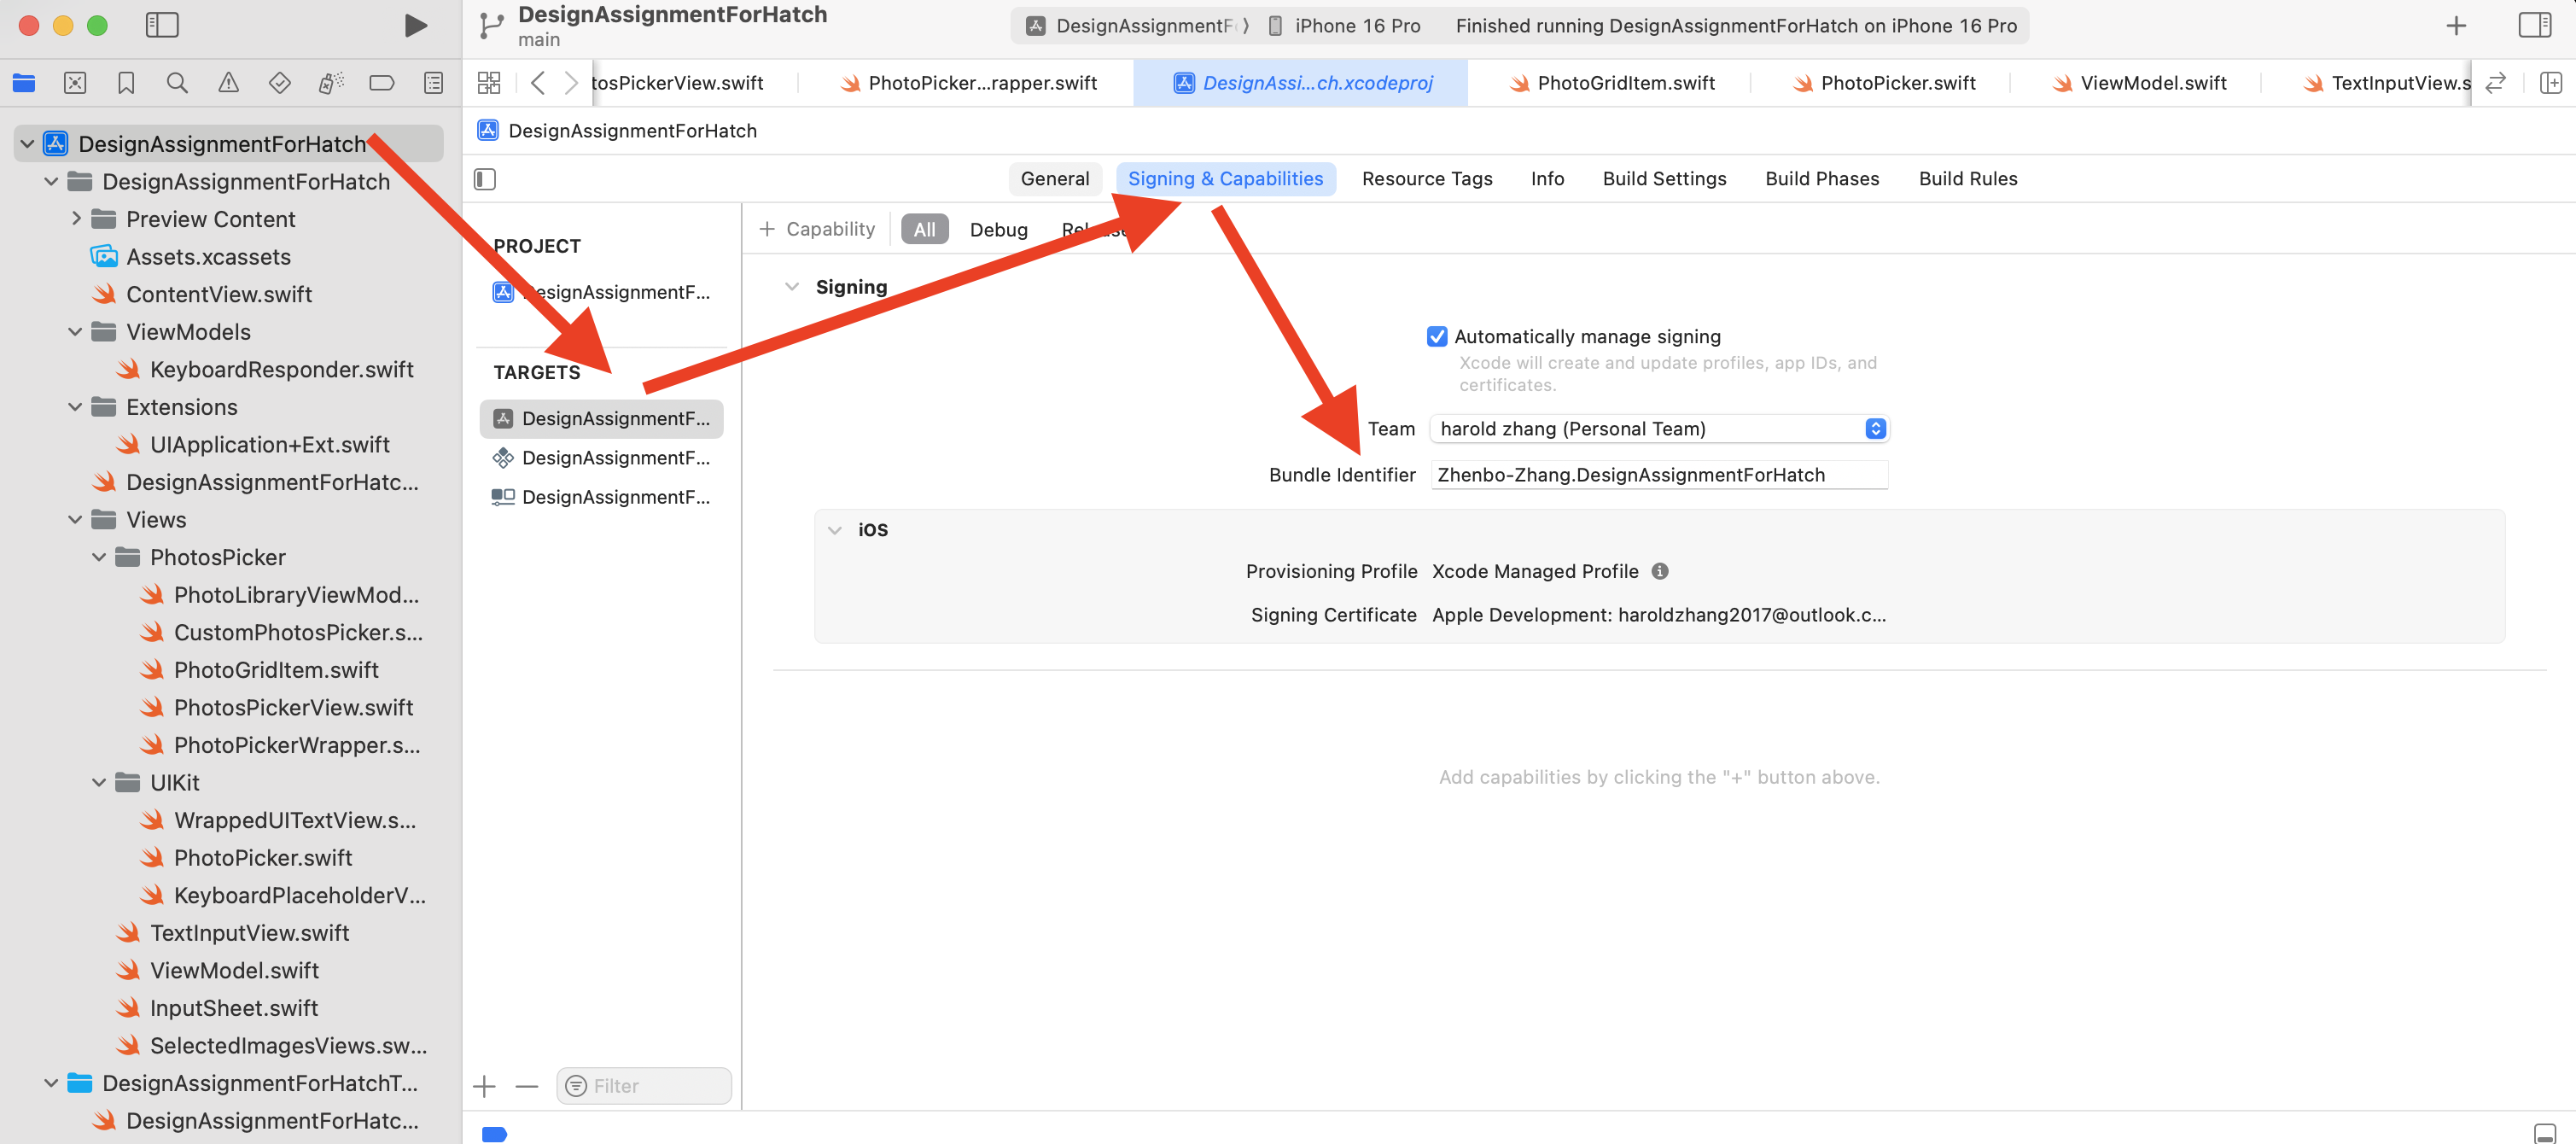 DesignAssignmentForHatch
main
DesignAssignmentF
iPhone 16 Pro
Finished running DesignAssignmentForHatch on iPhone 16 Pro
tosPickerView.swift
PhotoPicker...rapper.swift
DesignAssi...ch.xcodeproj
PhotoGridItem.swift
PhotoPicker.swift
ViewModel.swift
TextInputView.s
DesignAssignmentForHatch
DesignAssignmentForHatch
Preview Content
Assets.xcassets
ContentView.swift
ViewModels
KeyboardResponder.swift
Extensions
UIApplication+Ext.swift
DesignAssignmentForHatc...
Views
PhotosPicker
PhotoLibraryViewMod...
CustomPhotosPicker.s...
PhotoGridItem.swift
PhotosPickerView.swift
PhotoPickerWrapper.s...
UIKit
WrappedUITextView.s...
PhotoPicker.swift
KeyboardPlaceholderV...
TextInputView.swift
ViewModel.swift
InputSheet.swift
SelectedImagesViews.sw...
DesignAssignmentForHatchT...
DesignAssignmentForHatc...
DesignAssignmentForHatch
General
Signing & Capabilities
Resource Tags
Info
Build Settings
Build Phases
Build Rules
PROJECT
DesignAssignmentF...
TARGETS
DesignAssignmentF...
DesignAssignmentF...
DesignAssignmentF...
Filter
+ Capability
All
Debug
Release
Signing
Automatically manage signing
Xcode will create and update profiles, app IDs, and
certificates.
Team
harold zhang (Personal Team)
Bundle Identifier
Zhenbo-Zhang.DesignAssignmentForHatch
iOS
Provisioning Profile
Xcode Managed Profile
Signing Certificate
Apple Development: haroldzhang2017@outlook.c...
Add capabilities by clicking the "+" button above.